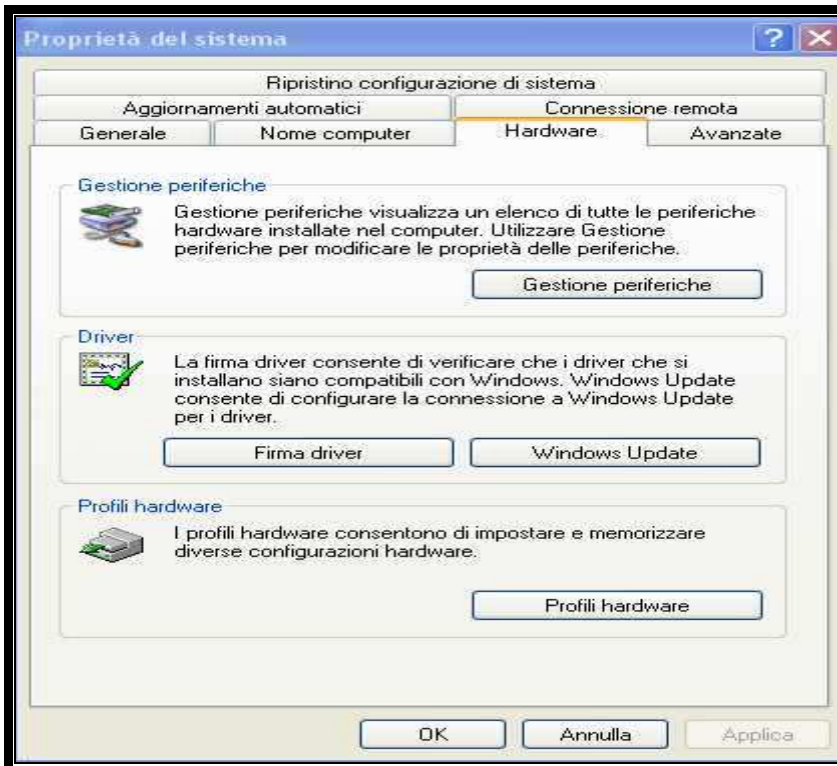 Proprietà del sistema
Ripristino configurazione di sistema
Aggiornamenti automatici
Connessione remota
Generale
Nome computer
Hardware
Avanzate
Gestione periferiche
Gestione periferiche visualizza un elenco di tutte le periferiche
hardware installate nel computer. Utilizzare Gestione
periferiche per modificare le proprietà delle periferiche.
Gestione periferiche
Driver
La firma driver consente di verificare che i driver che si
installano siano compatibili con Windows. Windows Update
consente di configurare la connessione a Windows Update
per i driver.
Firma driver
Windows Update
Profili hardware
I profili hardware consentono di impostare e memorizzare
diverse configurazioni hardware.
Profili hardware
OK
Annulla
Applica